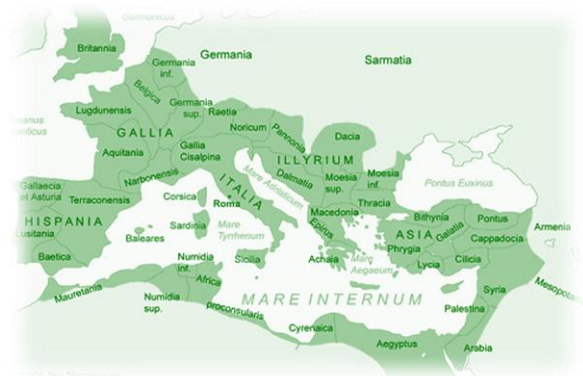 Germanicus
Britannia
Germania
Sarmatia
Germania
inf.
Belgica
Lugdunensis
Germania
sup.
Raetia
Noricum
Pannonia
Dacia
GALLIA
Aquitania
Gallia
Cisalpina
ILLYRIUM
Dalmatia
Moesia
sup.
Moesia
inf.
Mare Adriaticum
Pontus Euxinus
Narbonensis
ITALIA
Gallaecia
et Asturia
Terraconensis
Corsica
Roma
Thracia
Macedonia
Bithynia
Pontus
HISPANIA
Lusitania
Sardinia
Mare
Tyrrhenum
Epirus
ASIA
Galatia
Cappadocia
Armenia
Baleares
Phrygia
Baetica
Numidia
inf.
Sicilia
Achaia
Mare
Aegaeum
Lycia
Cilicia
Africa
proconsularis
Mauretania
Numidia
sup.
MARE INTERNUM
Syria
Mesopota
Palestina
Cyrenaica
Aegyptus
Arabia